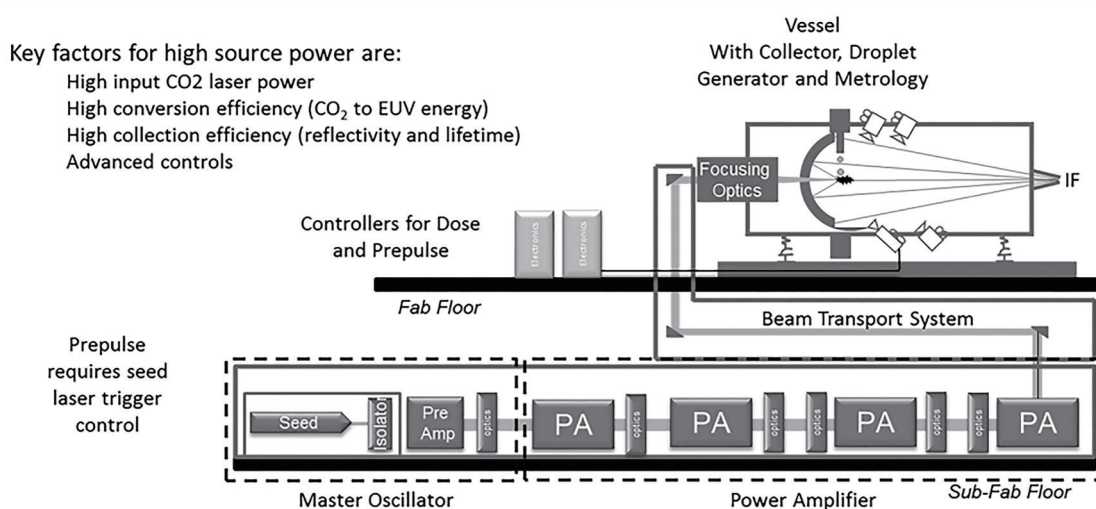 Key factors for high source power are:
High input CO2 laser power
High conversion efficiency (CO₂ to EUV energy)
High collection efficiency (reflectivity and lifetime)
Advanced controls
Vessel
With Collector, Droplet
Generator and Metrology
Focusing
Optics
IF
Controllers for Dose
and Prepulse
Electronics
Electronics
Fab Floor
Beam Transport System
Prepulse
requires seed
laser trigger
control
Seed
Isolator
Pre
Amp
optics
PA
optics
PA
optics
optics
PA
optics
optics
PA
Master Oscillator
Power Amplifier
Sub-Fab Floor